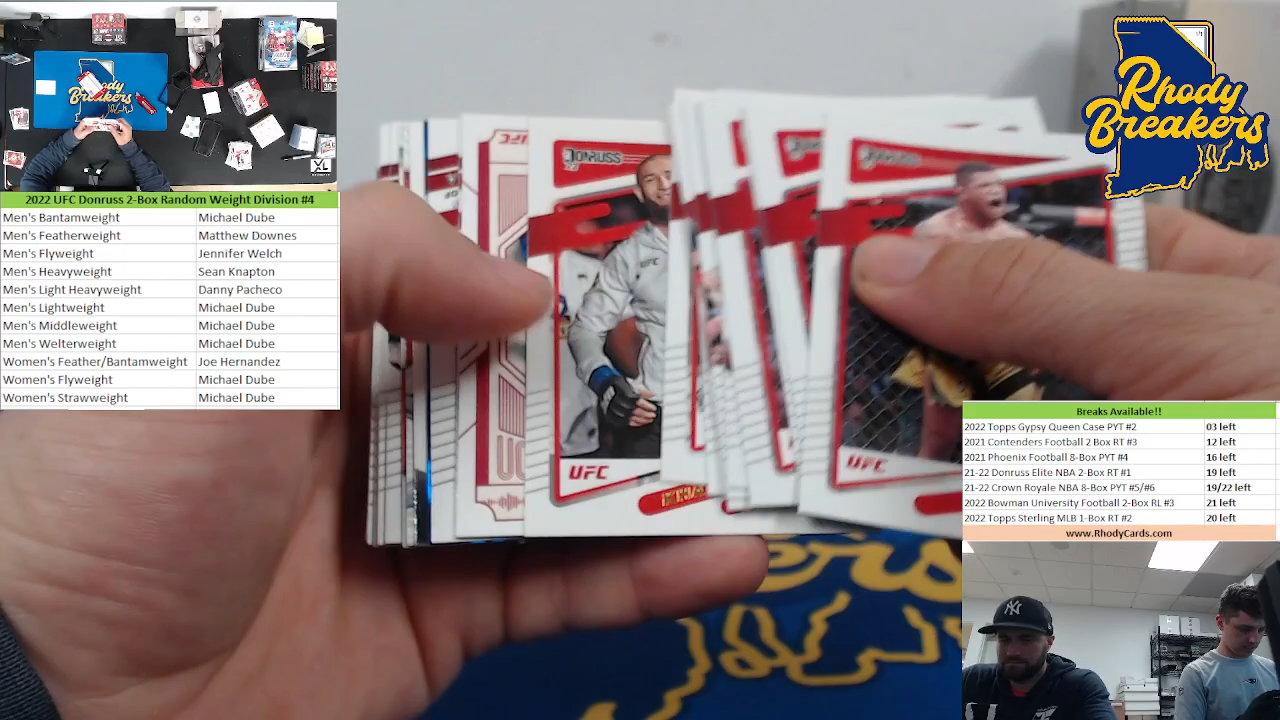 Rhody
Breakers
2022 UFC Donruss 2-Box Random Weight Division #4
Men's Bantamweight Michael Dube
Men's Featherweight Matthew Downes
Men's Flyweight Jennifer Welch
Men's Heavyweight Sean Knapton
Men's Light Heavyweight Danny Pacheco
Men's Lightweight Michael Dube
Men's Middleweight Michael Dube
Men's Welterweight Michael Dube
Women's Feather/Bantamweight Joe Hernandez
Women's Flyweight Michael Dube
Women's Strawweight Michael Dube
DONRUSS
UFC
UFC
DONRUSS
UFC
Rhody
Breakers
Breaks Available!!
2022 Topps Gypsy Queen Case PYT #2 03 left
2021 Contenders Football 2 Box RT #3 12 left
2021 Phoenix Football 8-Box PYT #4 16 left
21-22 Donruss Elite NBA 2-Box RT #1 19 left
21-22 Crown Royale NBA 8-Box PYT #5/#6 19/22 left
2022 Bowman University Football 2-Box RL #3 21 left
2022 Topps Sterling MLB 1-Box RT #2 20 left
www.RhodyCards.com